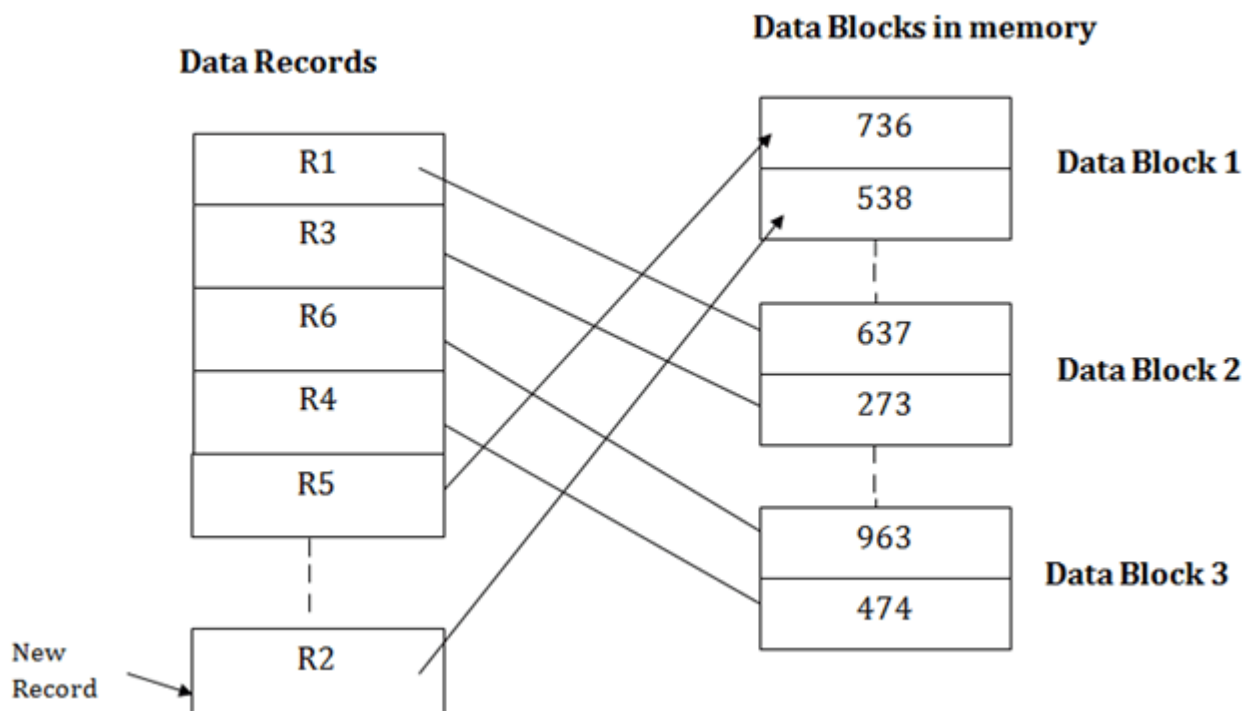 Data Records
R1
R3
R6
R4
R5
R2
New
Record
Data Blocks in memory
736
538
Data Block 1
637
273
Data Block 2
963
474
Data Block 3